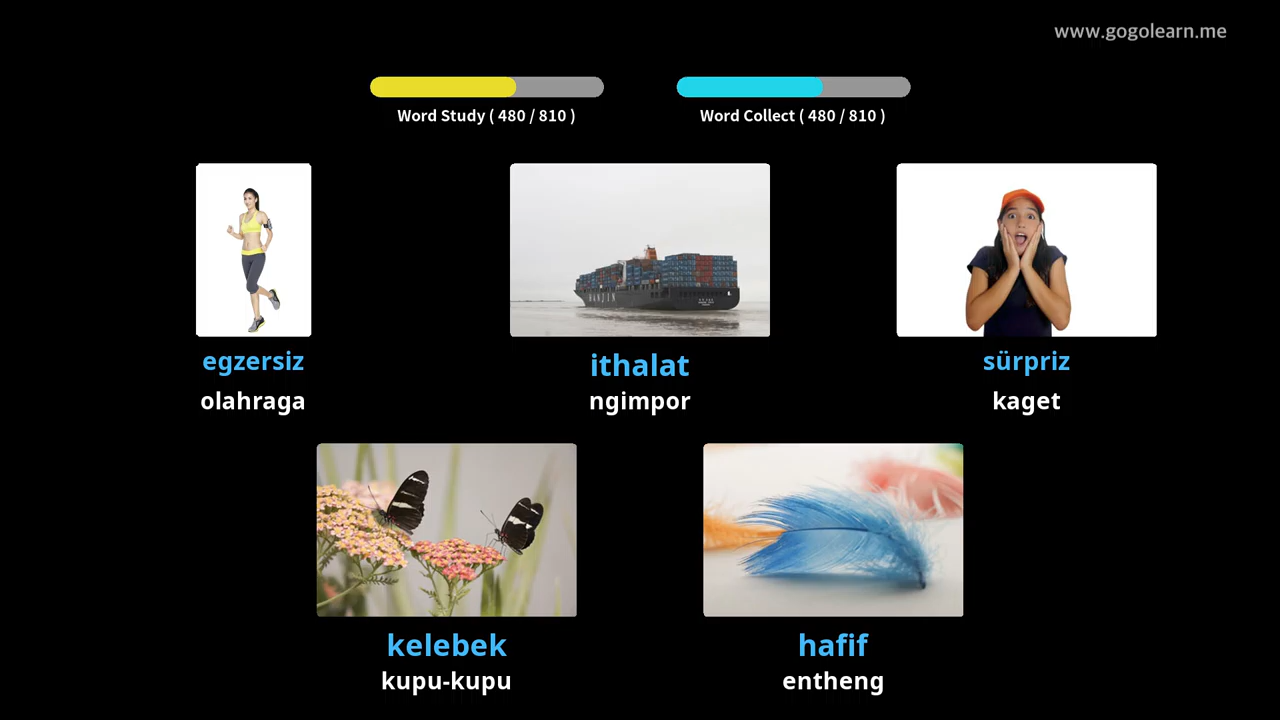 www.gogolearn.me
Word Study ( 480 / 810 )
Word Collect ( 480 / 810 )
HANJIN
egzersiz
olahraga
ithalat
ngimpor
sürpriz
kaget
kelebek
kupu-kupu
hafif
entheng